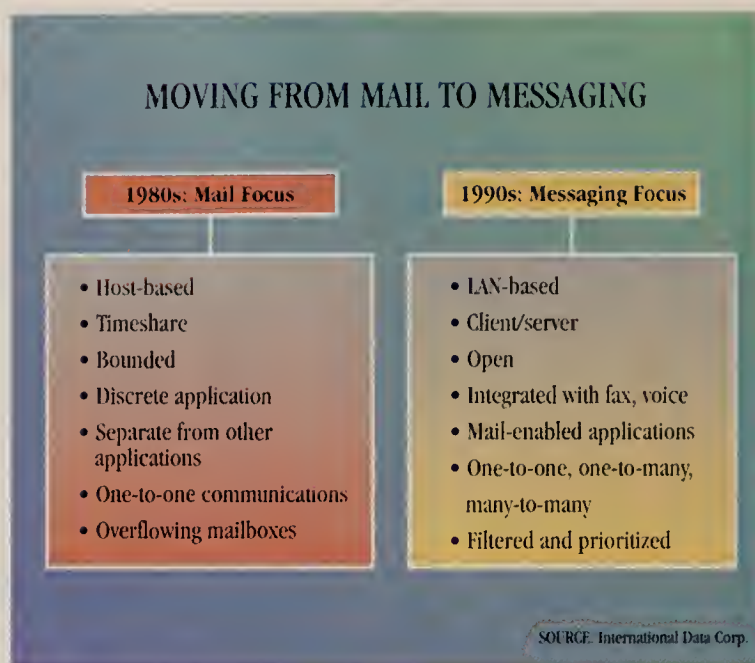 MOVING FROM MAIL TO MESSAGING
1980s: Mail Focus
• Host-based
• Timeshare
• Bounded
• Discrete application
• Separate from other
applications
• One-to-one communications
• Overflowing mailboxes
1990s: Messaging Focus
• LAN-based
• Client/server
• Open
• Integrated with fax, voice
• Mail-enabled applications
• One-to-one, one-to-many,
many-to-many
• Filtered and prioritized
SOURCE. International Data Corp.